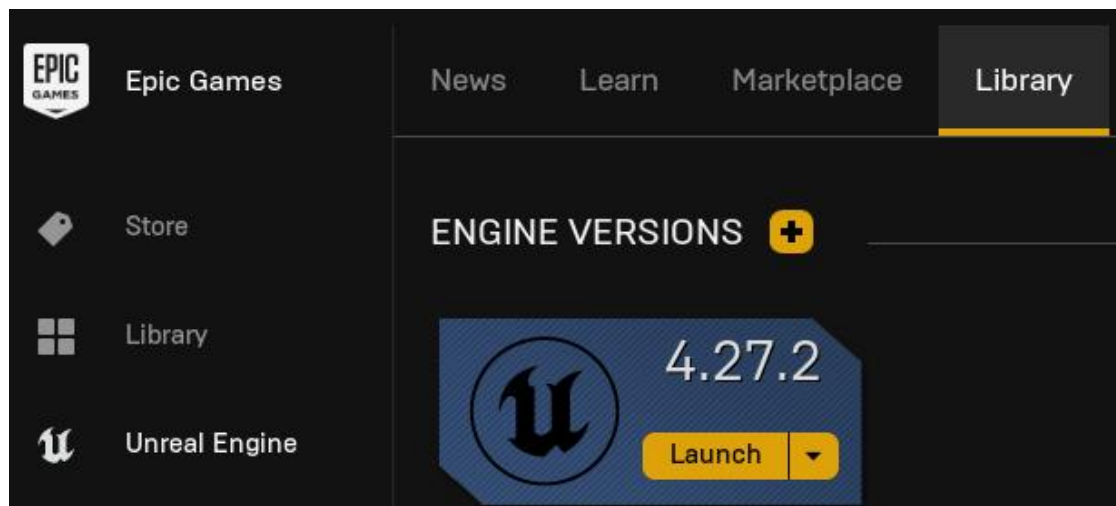 EPIC
GAMES
Epic Games
News Learn Marketplace Library
Store
ENGINE VERSIONS
Library
4.27.2
Unreal Engine
Launch